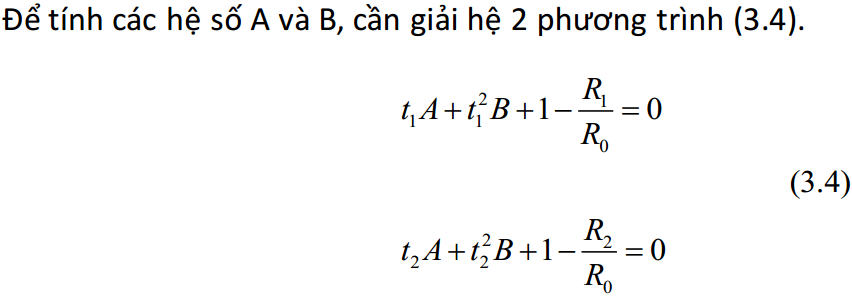 Để tính các hệ số A và B, cần giải hệ 2 phương trình (3.4).
t₁A + t₁²B + 1 − R₁/R₀ = 0
(3.4)
t₂A + t₂²B + 1 − R₂/R₀ = 0